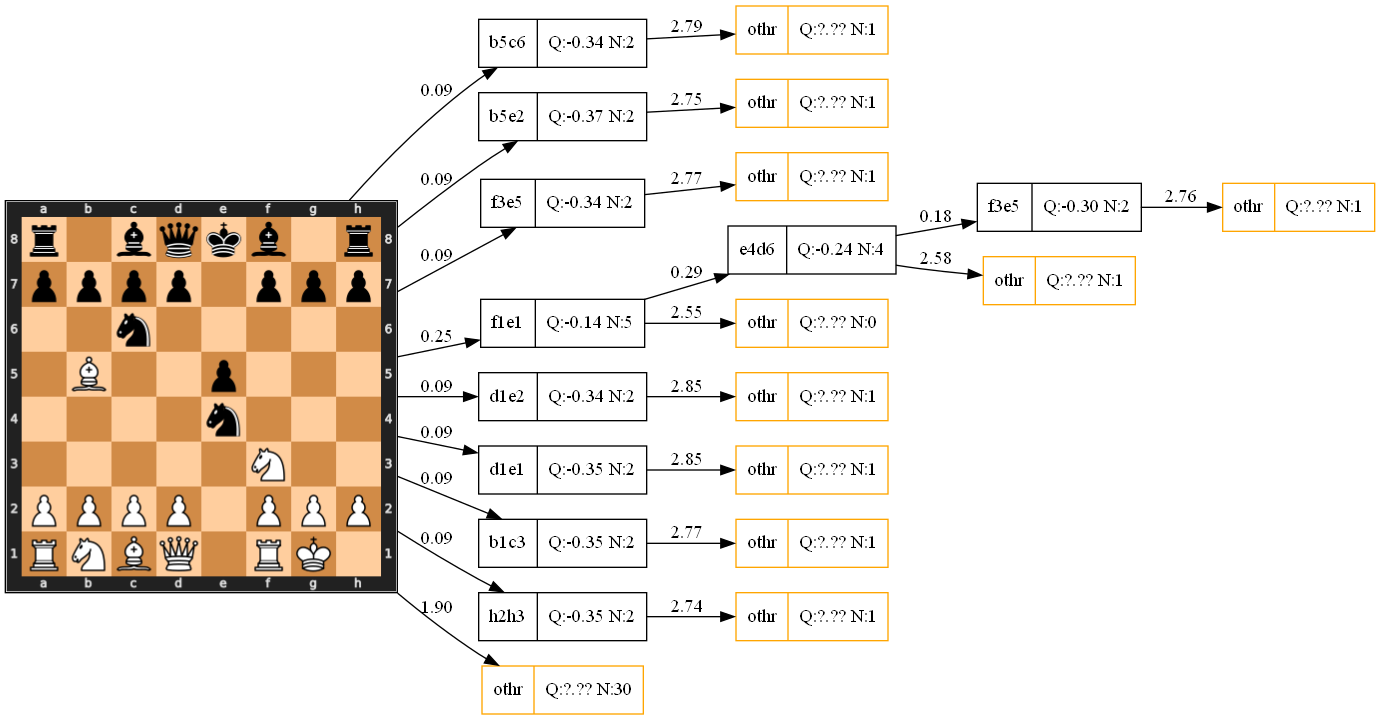 b5c6 Q:-0.34 N:2
2.79
othr Q:?.?? N:1
0.09
b5e2 Q:-0.37 N:2
2.75
othr Q:?.?? N:1
0.09
f3e5 Q:-0.34 N:2
2.77
othr Q:?.?? N:1
0.09
f1e1 Q:-0.14 N:5
0.25
0.29
e4d6 Q:-0.24 N:4
0.18
f3e5 Q:-0.30 N:2
2.76
othr Q:?.?? N:1
2.58
othr Q:?.?? N:1
2.55
othr Q:?.?? N:0
0.09
d1e2 Q:-0.34 N:2
2.85
othr Q:?.?? N:1
0.09
d1e1 Q:-0.35 N:2
2.85
othr Q:?.?? N:1
0.09
b1c3 Q:-0.35 N:2
2.77
othr Q:?.?? N:1
0.09
h2h3 Q:-0.35 N:2
2.74
othr Q:?.?? N:1
1.90
othr Q:?.?? N:30
a b c d e f g h
8 8
7 7
6 6
5 5
4 4
3 3
2 2
1 1
a b c d e f g h